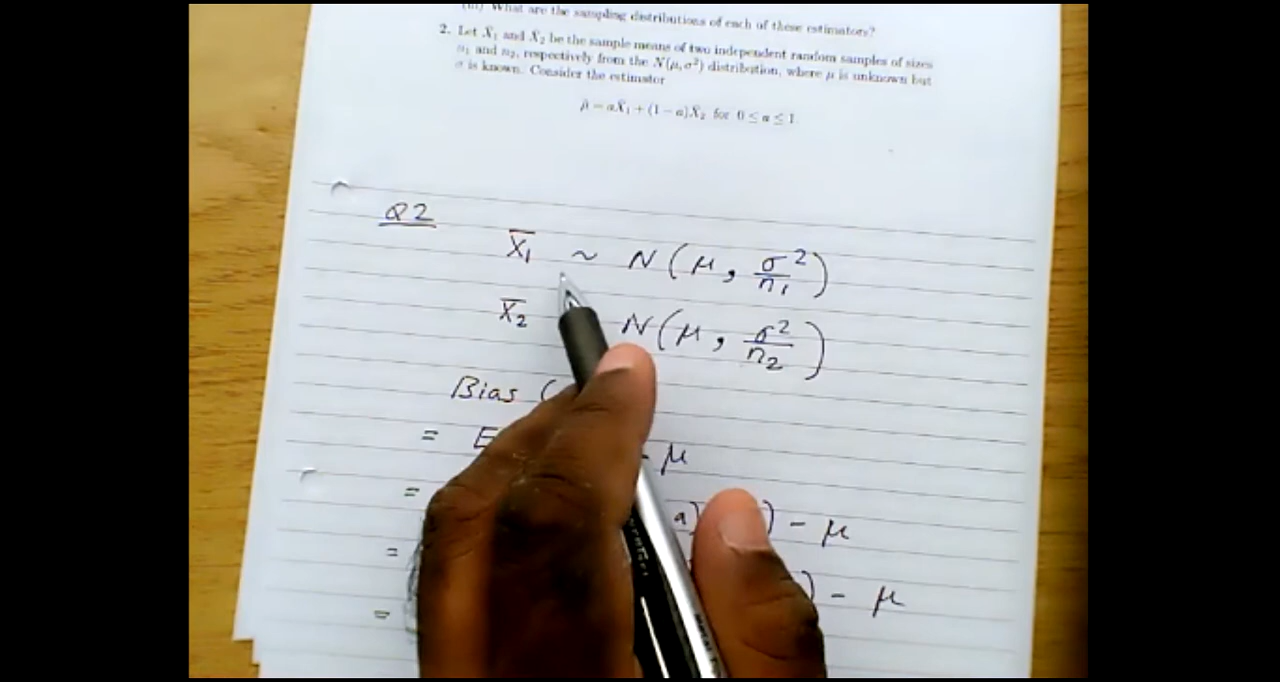 (iii) What are the sampling distributions of each of these estimators?
2. Let X̄₁ and X̄₂ be the sample means of two independent random samples of sizes
n₁ and n₂, respectively from the N(μ, σ²) distribution, where μ is unknown but
σ is known. Consider the estimator
μ̂ = aX̄₁ + (1 − a)X̄₂ for 0 ≤ a ≤ 1
Q2
X̄₁ ~ N(μ, σ²/n₁)
X̄₂ N(μ, σ²/n₂)
Bias (
= E - μ
= a) ) - μ
= ) - μ
=